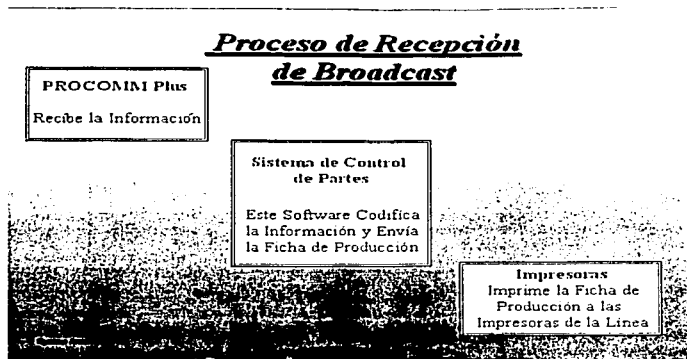 Proceso de Recepción
de Broadcast
PROCOMM Plus
Recibe la Información
Sistema de Control
de Partes
Este Software Codifica
la Información y Envía
la Ficha de Producción
Impresoras
Imprime la Ficha de
Producción a las
Impresoras de la Línea